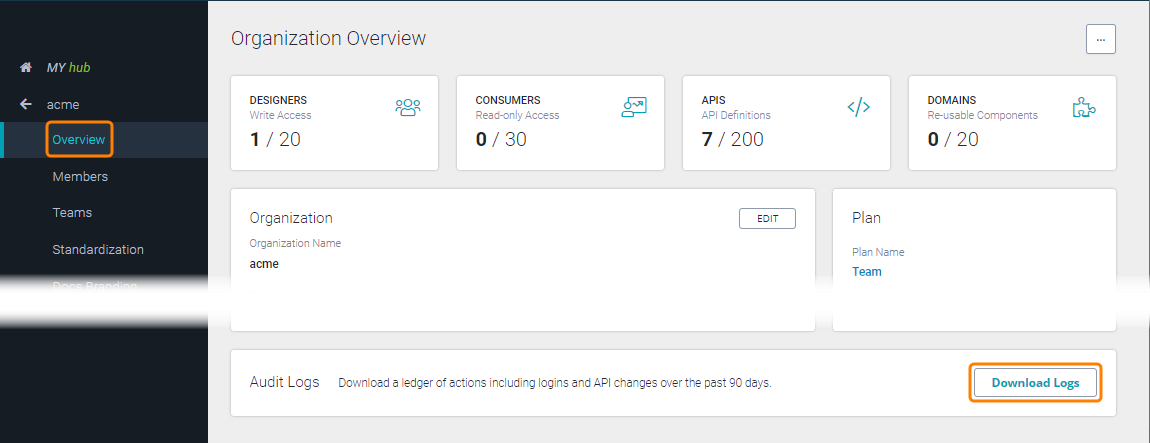 MY hub
acme
Overview
Members
Teams
Standardization
Docs Branding
Organization Overview
...
DESIGNERS
Write Access
1 / 20
CONSUMERS
Read-only Access
0 / 30
APIS
API Definitions
7 / 200
DOMAINS
Re-usable Components
0 / 20
Organization
EDIT
Organization Name
acme
Plan
Plan Name
Team
Audit Logs Download a ledger of actions including logins and API changes over the past 90 days. Download Logs